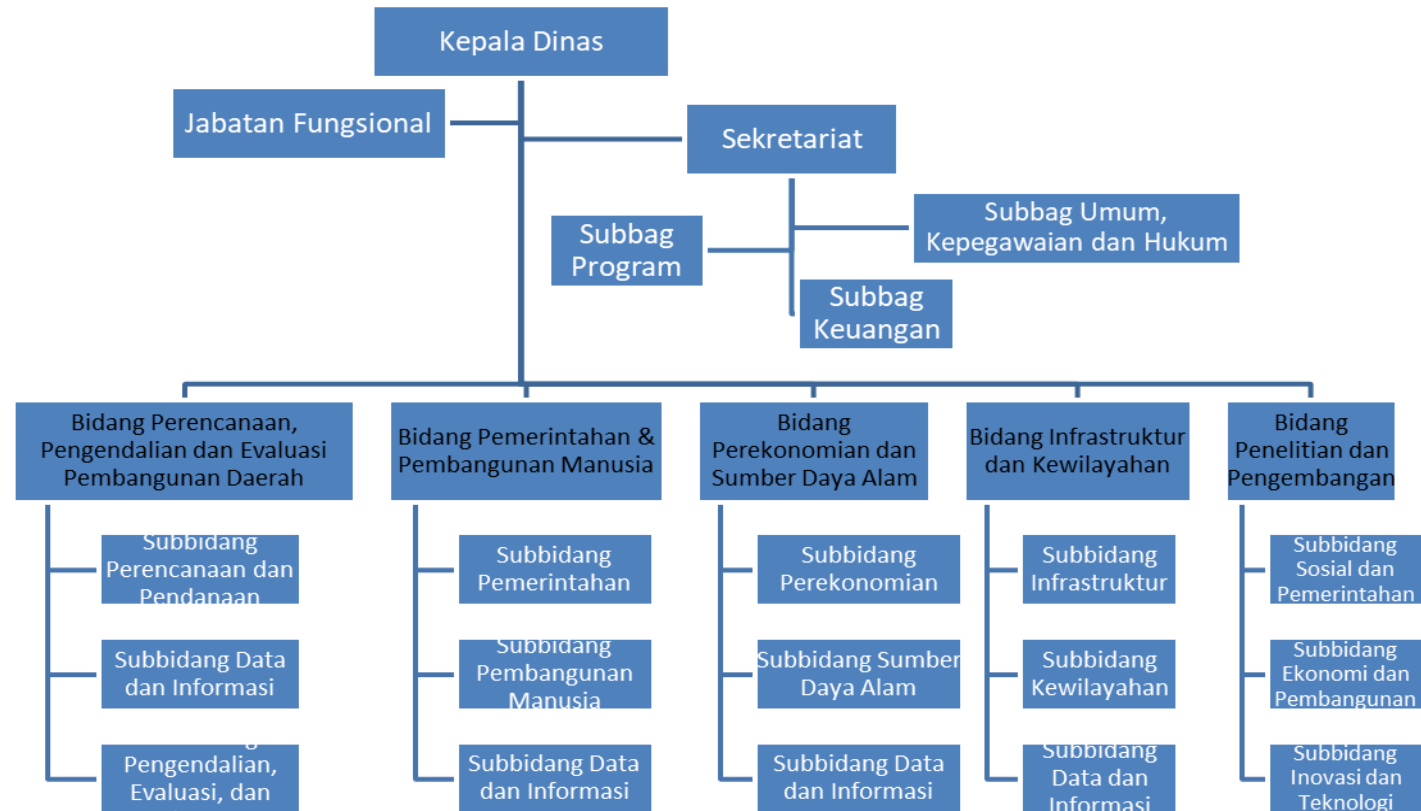 Kepala Dinas
Jabatan Fungsional
Sekretariat
Subbag
Program
Subbag Umum,
Kepegawaian dan Hukum
Subbag
Keuangan
Bidang Perencanaan,
Pengendalian dan Evaluasi
Pembangunan Daerah
Subbidang
Perencanaan dan
Pendanaan
Subbidang Data
dan Informasi
Pengendalian,
Evaluasi, dan
Bidang Pemerintahan &
Pembangunan Manusia
Subbidang
Pemerintahan
Subbidang
Pembangunan
Manusia
Subbidang Data
dan Informasi
Bidang
Perekonomian dan
Sumber Daya Alam
Subbidang
Perekonomian
Subbidang Sumber
Daya Alam
Subbidang Data
dan Informasi
Bidang Infrastruktur
dan Kewilayahan
Subbidang
Infrastruktur
Subbidang
Kewilayahan
Subbidang
Data dan
Informasi
Bidang
Penelitian dan
Pengembangan
Subbidang
Sosial dan
Pemerintahan
Subbidang
Ekonomi dan
Pembangunan
Subbidang
Inovasi dan
Teknologi